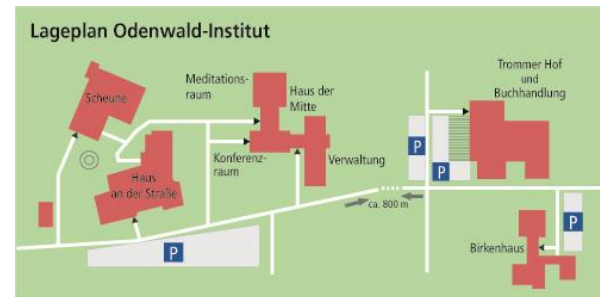 Lageplan Odenwald-Institut
Scheune
Meditations-
raum
Haus der
Mitte
Konferenz-
raum
Verwaltung
Haus
an der Straße
P
ca. 800 m
Trommer Hof
und
Buchhandlung
P
P
P
Birkenhaus